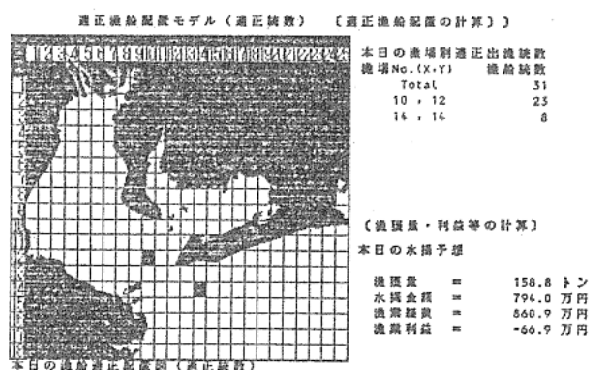 適正漁船配置モデル（適正統数） 〔適正漁船配置の計算〕〕
本日の漁場別適正出漁統数
漁場No.(X,Y) 漁船統数
Total 31
10 , 12 23
14 , 14 8
〔漁獲量・利益等の計算〕
本日の水揚予想
漁獲量 = 158.8 トン
水揚金額 = 794.0 万円
漁業経費 = 860.9 万円
漁業利益 = -66.9 万円
本日の漁船適正配置図（適正統数）